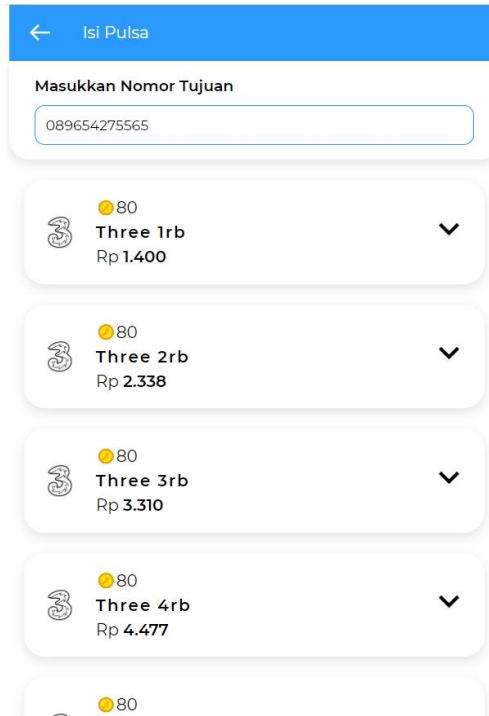 Isi Pulsa
Masukkan Nomor Tujuan
089654275565
80
Three 1rb
Rp 1.400
80
Three 2rb
Rp 2.338
80
Three 3rb
Rp 3.310
80
Three 4rb
Rp 4.477
80